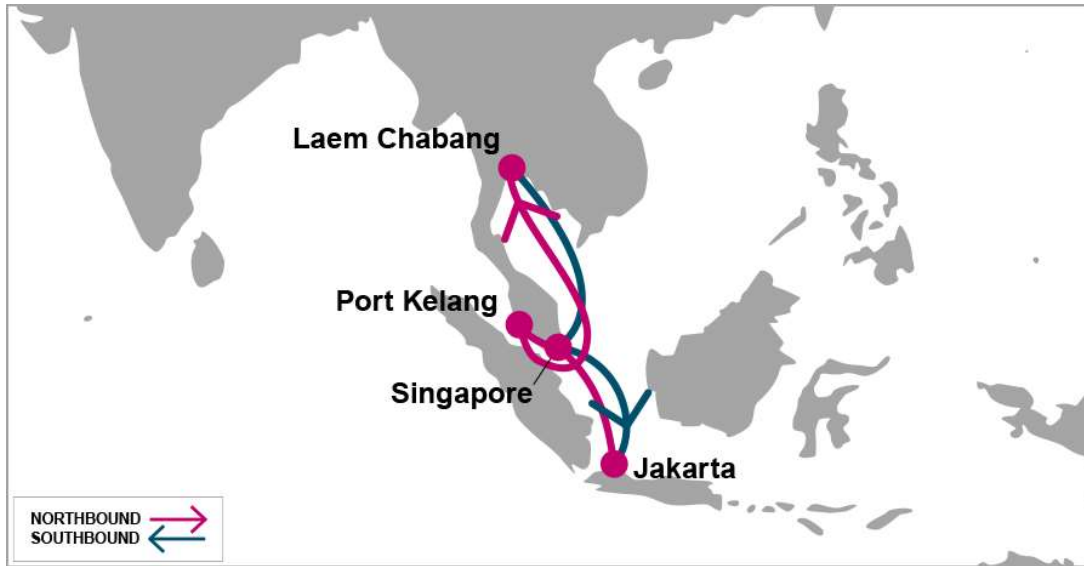 Laem Chabang
Port Kelang
Singapore
Jakarta
NORTHBOUND
SOUTHBOUND